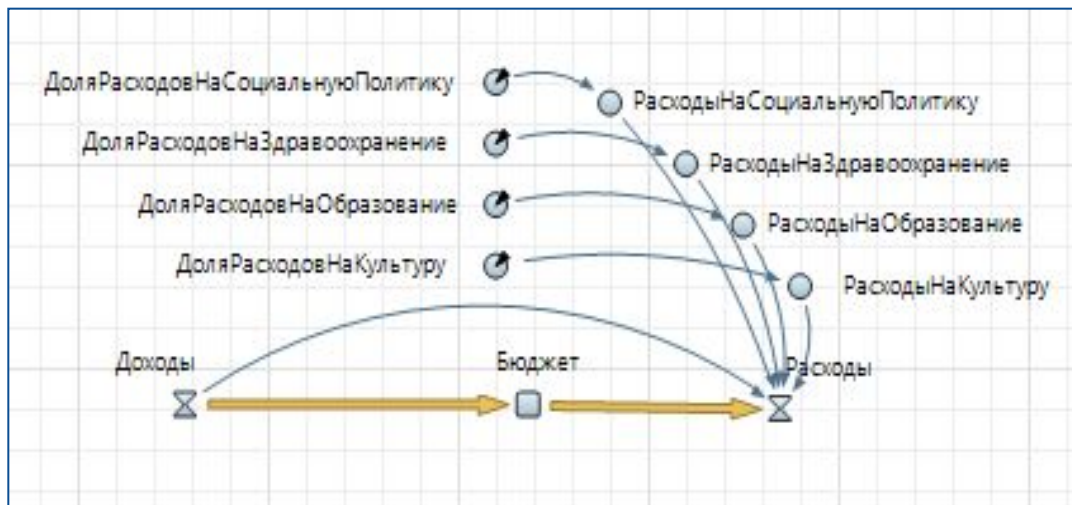 ДоляРасходовНаСоциальнуюПолитику
РасходыНаСоциальнуюПолитику
ДоляРасходовНаЗдравоохранение
РасходыНаЗдравоохранение
ДоляРасходовНаОбразование
РасходыНаОбразование
ДоляРасходовНаКультуру
РасходыНаКультуру
Доходы
Бюджет
Расходы